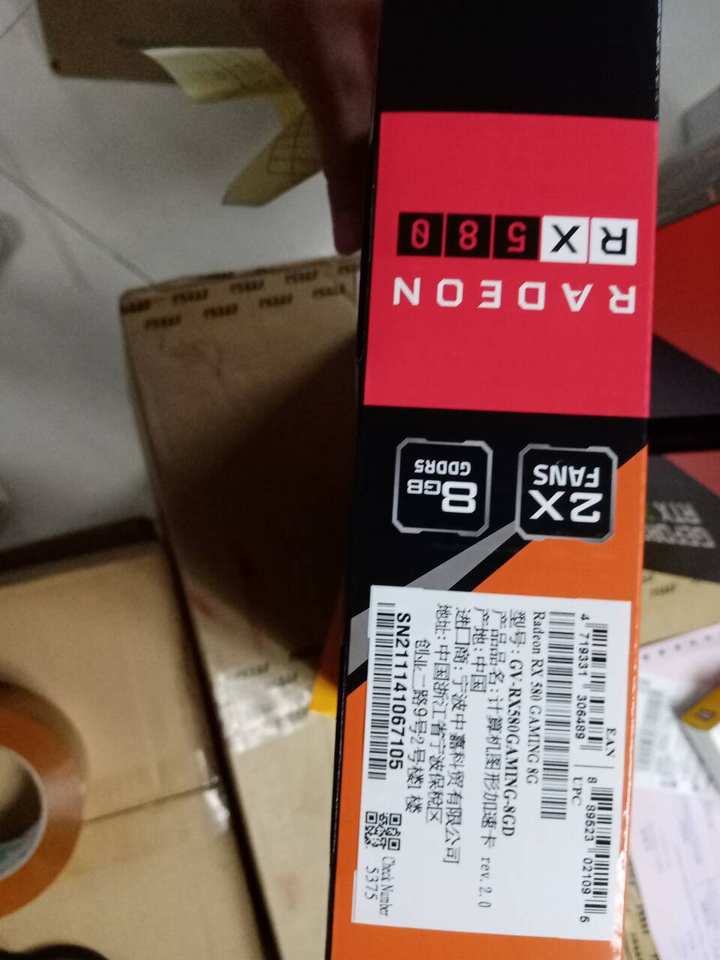 RX 580
RADEON
8GB
GDDR5
2X
FANS
EAN
4 719331 306489
UPC
8 89523 02109 5
Radeon RX 580 GAMING 8G
型号: GV-RX580GAMING-8GD
产品品名: 计算机图形加速卡 rev. 2.0
产地: 中国
进口商: 宁波中嘉科贸有限公司
地址: 中国浙江省宁波保税区
创业二路9号2号楼1楼
SN211141067105
Check Number
5375
GEFOR
RTX